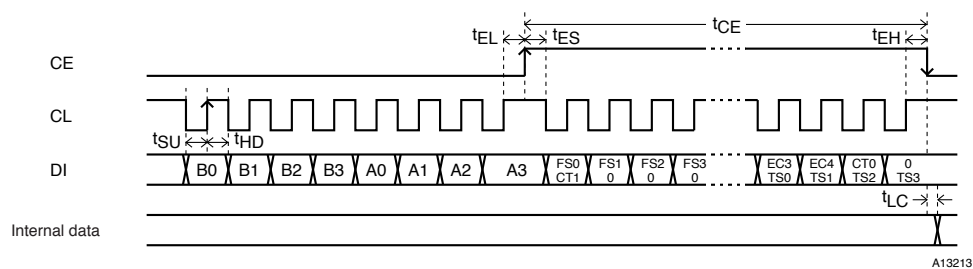 tCE
tEL tES tEH
CE
CL
tSU tHD
DI B0 B1 B2 B3 A0 A1 A2 A3 FS0 FS1 FS2 FS3 EC3 EC4 CT0 0
CT1 0 0 0 TS0 TS1 TS2 TS3
tLC
Internal data
A13213